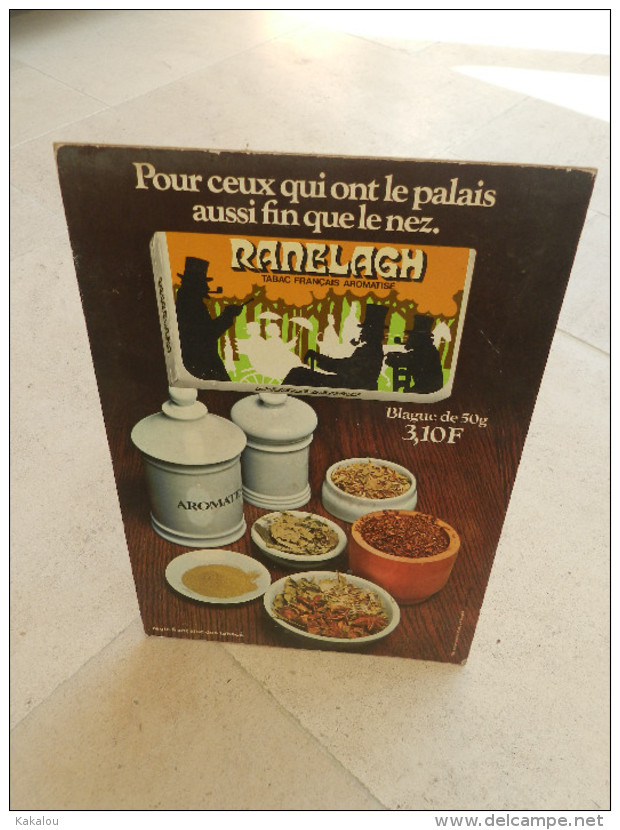 Pour ceux qui ont le palais
aussi fin que le nez.
RANELAGH
TABAC FRANÇAIS AROMATISÉ
Blague de 50g
3,10F
AROMATE
Kakalou
www.delcampe.net